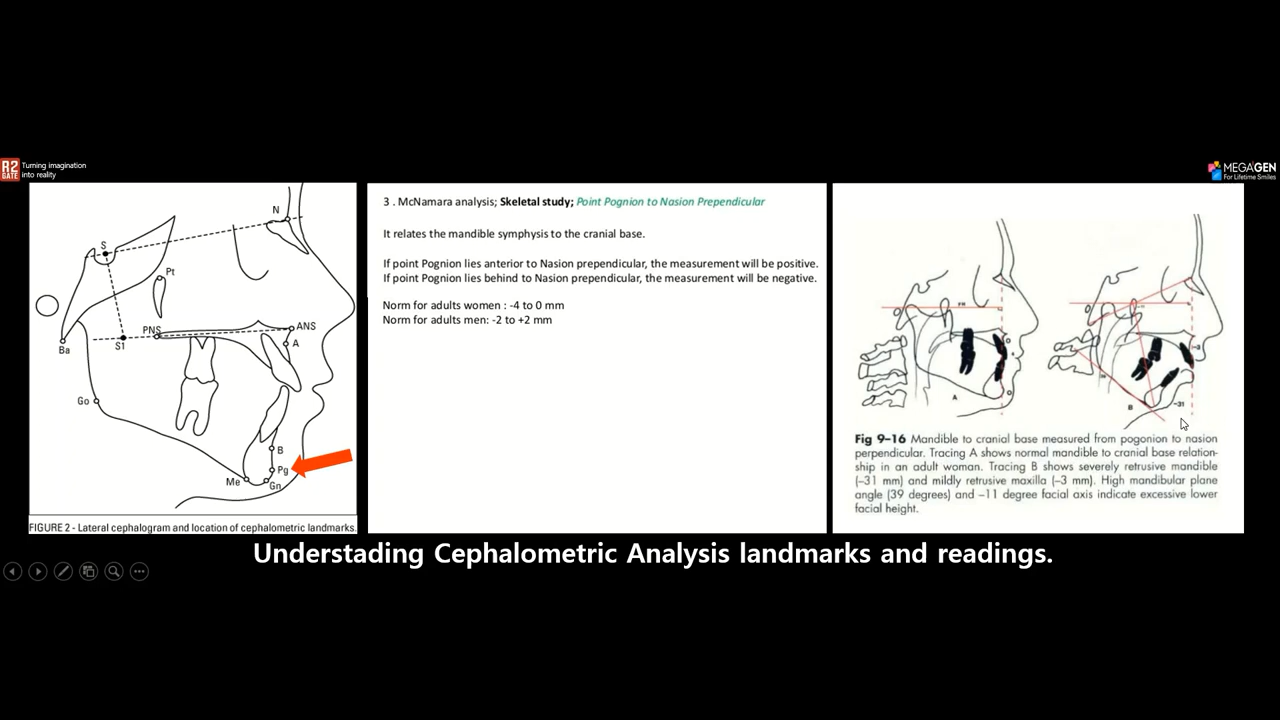 R2
GATE
Turning imagination
into reality
MEGA'GEN
For Lifetime Smiles
N
S
Pt
PNS
ANS
S1
A
Ba
Go
B
Pg
Me
Gn
FIGURE 2 - Lateral cephalogram and location of cephalometric landmarks.
3 . McNamara analysis; Skeletal study; Point Pognion to Nasion Prependicular
It relates the mandible symphysis to the cranial base.
If point Pognion lies anterior to Nasion prependicular, the measurement will be positive.
If point Pognion lies behind to Nasion prependicular, the measurement will be negative.
Norm for adults women : -4 to 0 mm
Norm for adults men: -2 to +2 mm
FH
A
B
-3
-31
Fig 9-16 Mandible to cranial base measured from pogonion to nasion
perpendicular. Tracing A shows normal mandible to cranial base relation-
ship in an adult woman. Tracing B shows severely retrusive mandible
(–31 mm) and mildly retrusive maxilla (–3 mm). High mandibular plane
angle (39 degrees) and –11 degree facial axis indicate excessive lower
facial height.
Understading Cephalometric Analysis landmarks and readings.